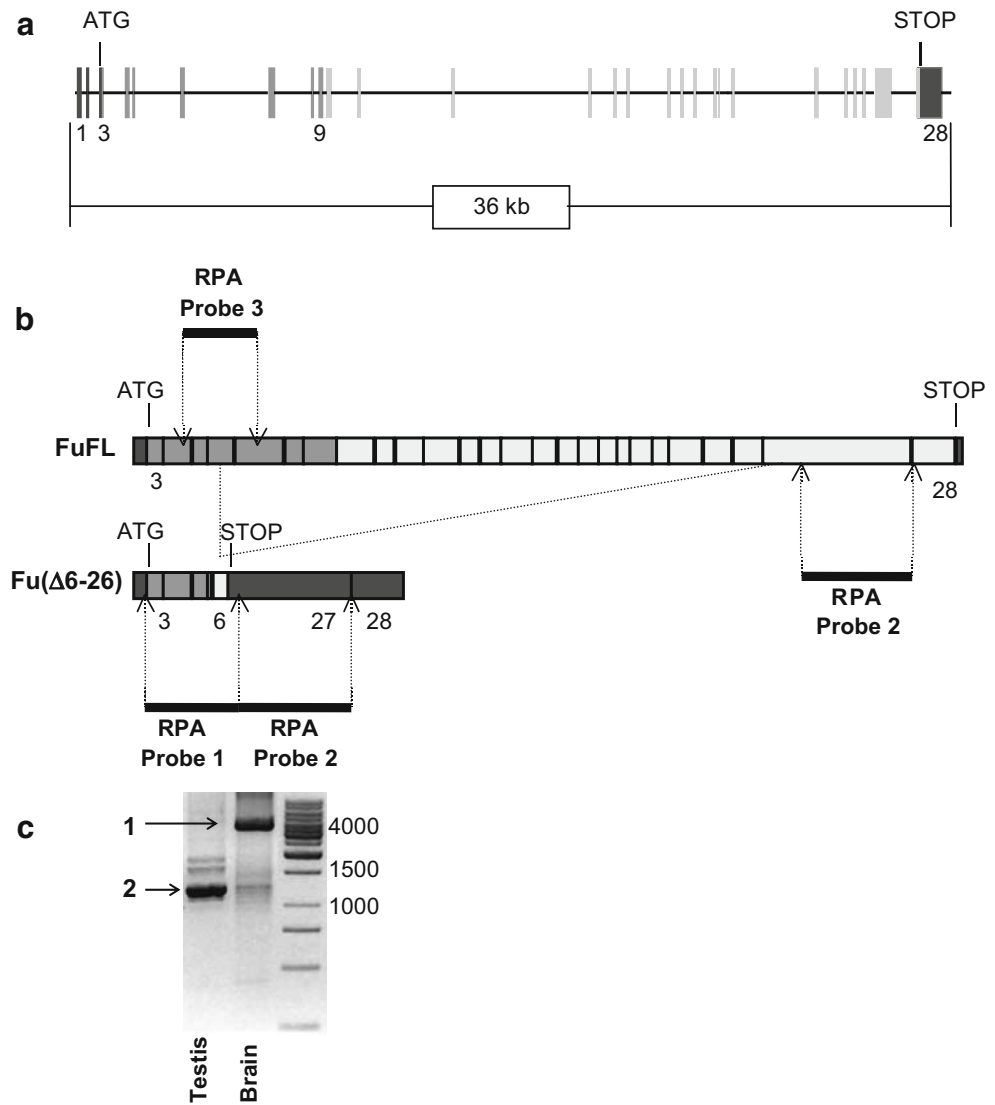 a
ATG STOP
1 3 9 28
36 kb
RPA
Probe 3
b
ATG STOP
FuFL
3 28
ATG STOP
Fu(Δ6-26)
3 6 27 28
RPA
Probe 2
RPA RPA
Probe 1 Probe 2
c
1 4000
1500
2
1000
Testis Brain